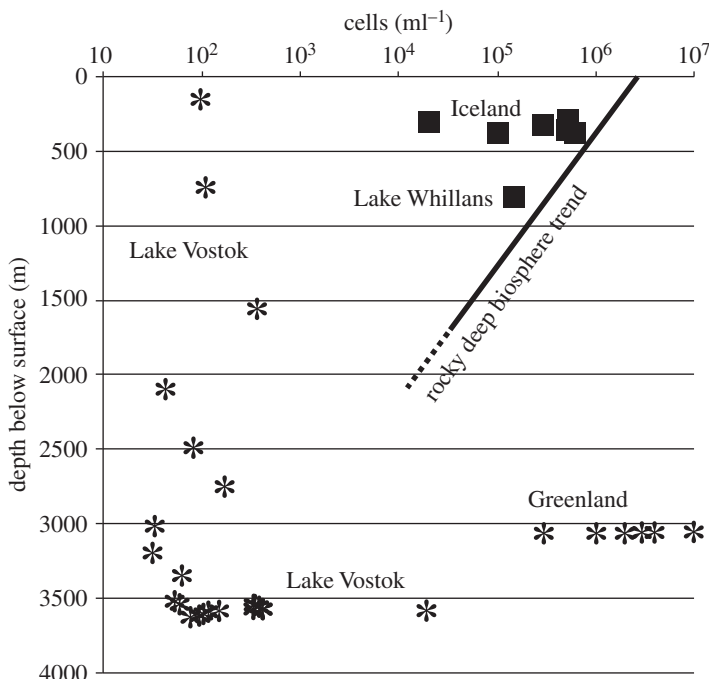 cells (ml⁻¹)
10 10² 10³ 10⁴ 10⁵ 10⁶ 10⁷
0
Iceland
500
Lake Whillans
1000
Lake Vostok
1500
rocky deep biosphere trend
2000
depth below surface (m)
2500
Greenland
3000
Lake Vostok
3500
4000